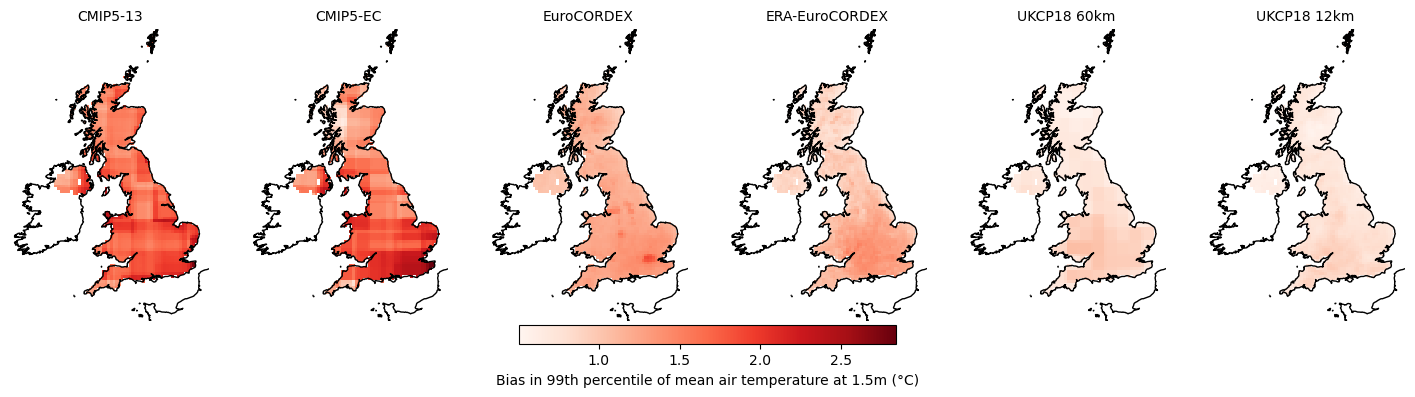 CMIP5-13
CMIP5-EC
EuroCORDEX
ERA-EuroCORDEX
UKCP18 60km
UKCP18 12km
1.0
1.5
2.0
2.5
Bias in 99th percentile of mean air temperature at 1.5m (°C)